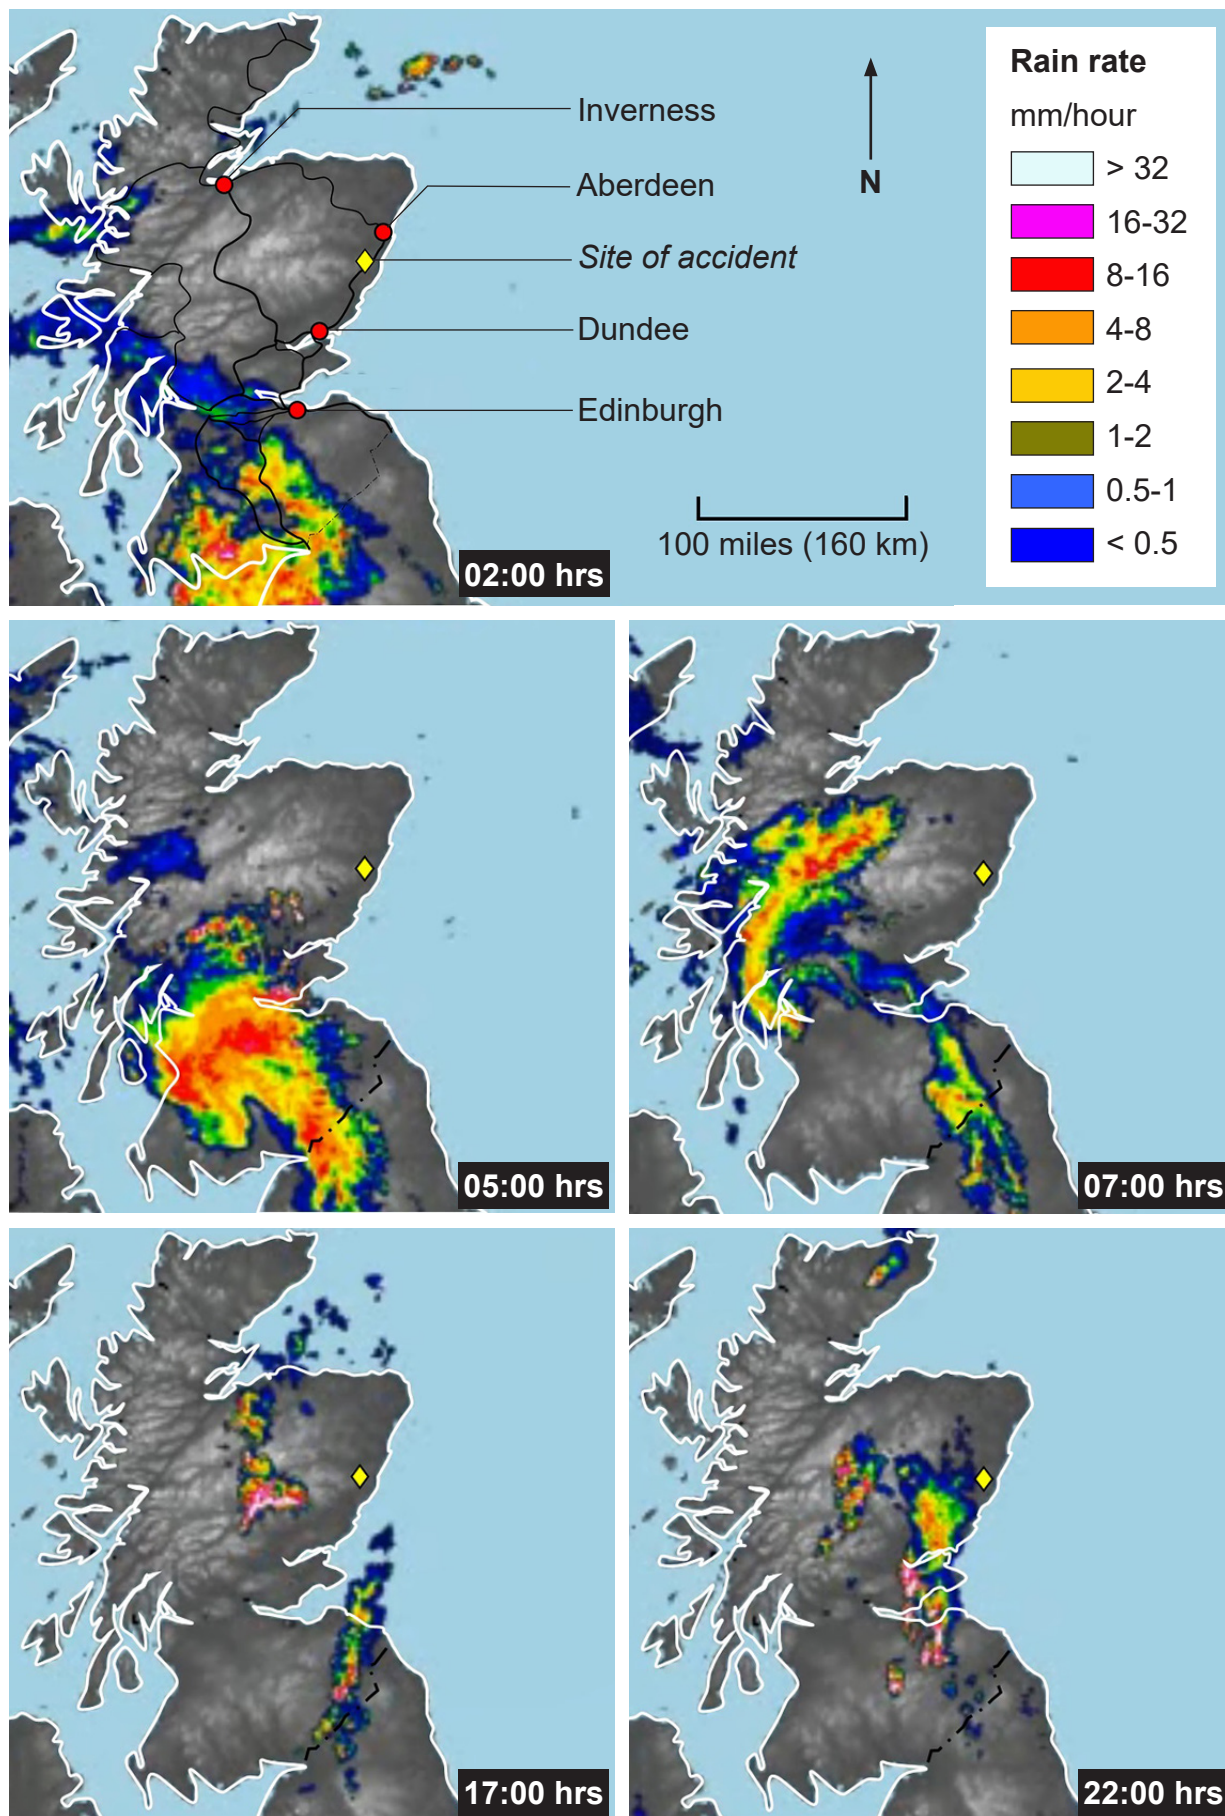 Inverness
Aberdeen
Site of accident
Dundee
Edinburgh
N
100 miles (160 km)
02:00 hrs
Rain rate
mm/hour
> 32
16-32
8-16
4-8
2-4
1-2
0.5-1
< 0.5
05:00 hrs
07:00 hrs
17:00 hrs
22:00 hrs